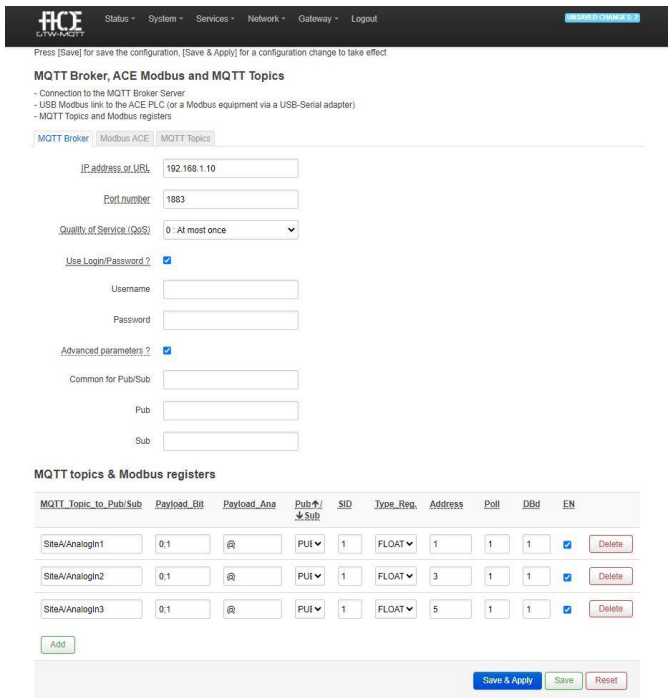 ACE Status System Services Network Gateway Logout UNSAVED CHANGES: 2
GTW-MQTT
Press [Save] for save the configuration, [Save & Apply] for a configuration change to take effect
MQTT Broker, ACE Modbus and MQTT Topics
- Connection to the MQTT Broker Server
- USB Modbus link to the ACE PLC (or a Modbus equipment via a USB-Serial adapter)
- MQTT Topics and Modbus registers
MQTT Broker Modbus ACE MQTT Topics
IP address or URL 192.168.1.10
Port number 1883
Quality of Service (QoS) 0 : At most once
Use Login/Password ?
Username
Password
Advanced parameters ?
Common for Pub/Sub
Pub
Sub
MQTT topics & Modbus registers
MQTT_Topic_to_Pub/Sub Payload_Bit Payload_Ana Pub↑/ SID Type_Reg. Address Poll DBd EN
↓Sub
SiteA/AnalogIn1 0;1 @ PUE 1 FLOAT 1 1 1 Delete
SiteA/AnalogIn2 0;1 @ PUE 1 FLOAT 3 1 1 Delete
SiteA/AnalogIn3 0;1 @ PUE 1 FLOAT 5 1 1 Delete
Add
Save & Apply Save Reset